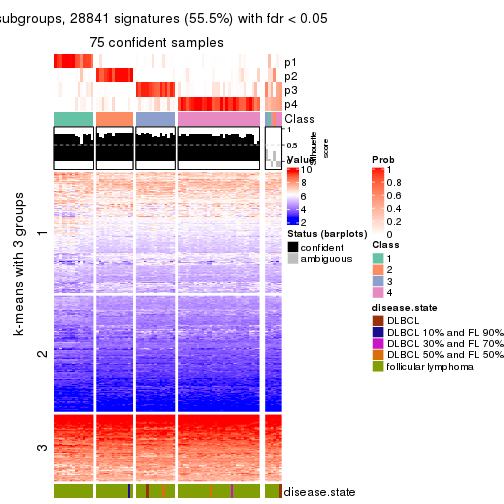 subgroups, 28841 signatures (55.5%) with fdr < 0.05
75 confident samples
p1
p2
p3
p4
Class
1
0.5
0
Silhouette
score
k-means with 3 groups
1
2
3
Value
10
8
6
4
2
Status (barplots)
confident
ambiguous
Prob
1
0.8
0.6
0.4
0.2
0
Class
1
2
3
4
disease.state
DLBCL
DLBCL 10% and FL 90%
DLBCL 30% and FL 70%
DLBCL 50% and FL 50%
follicular lymphoma
disease.state